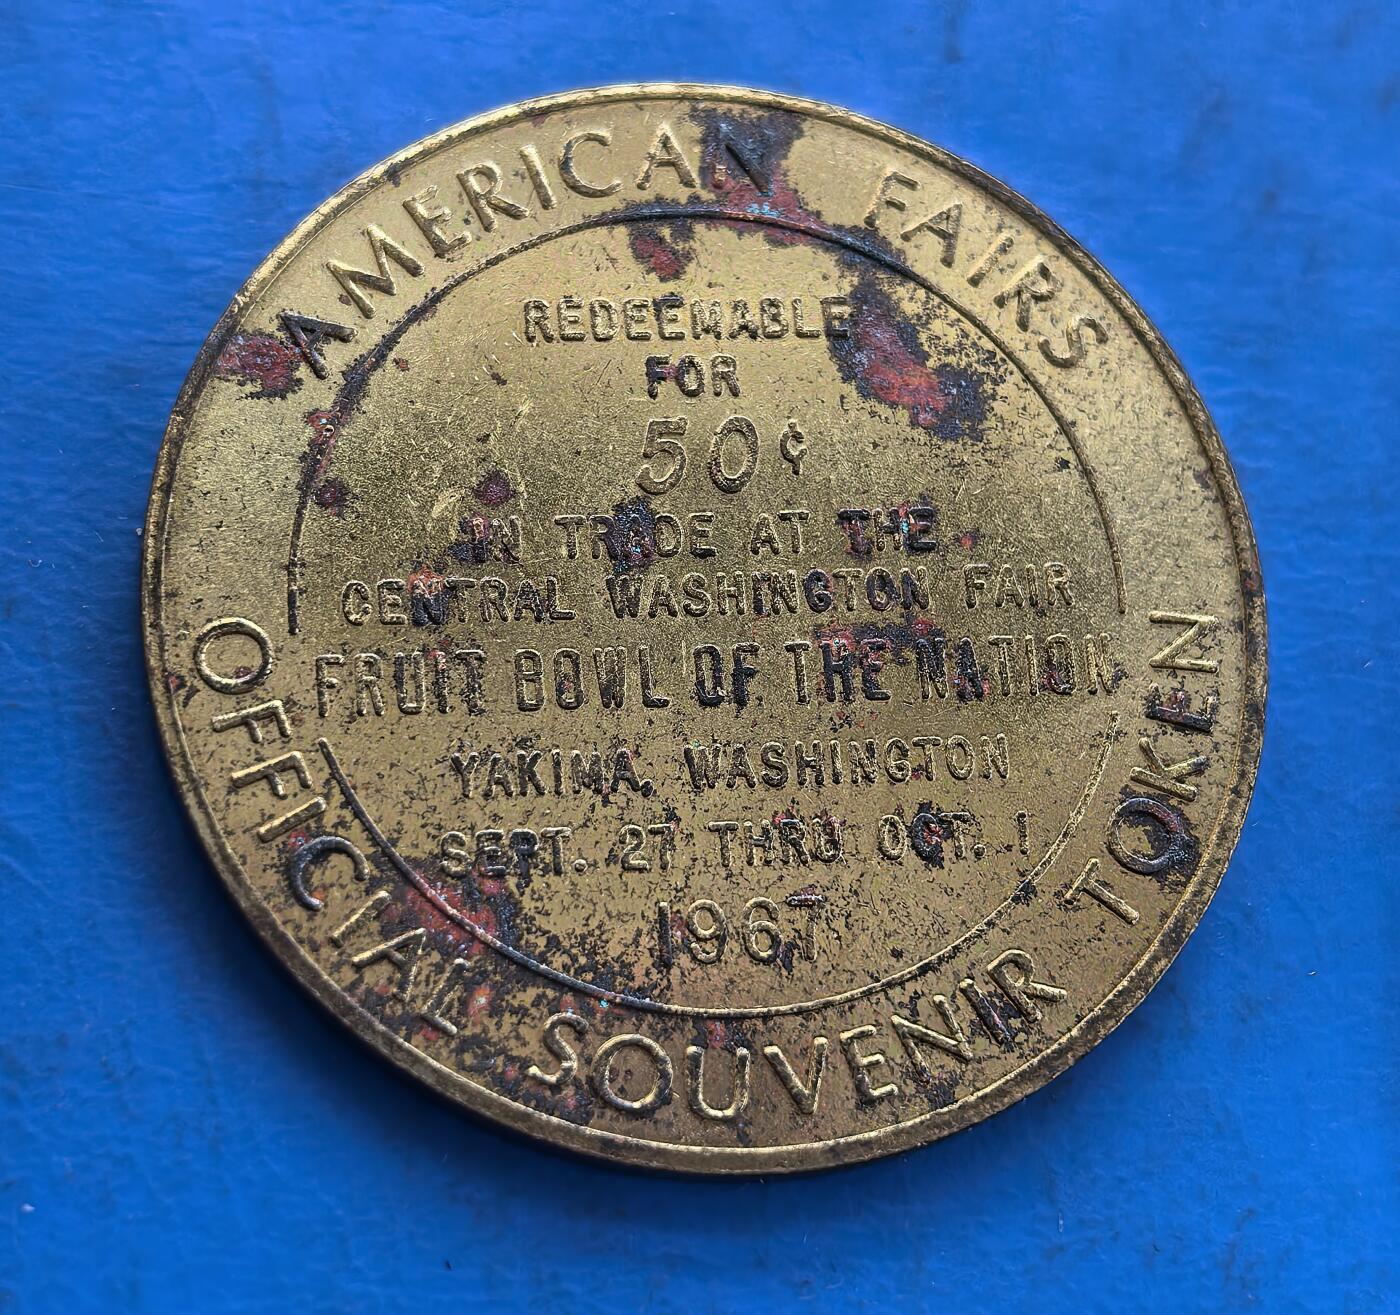 AMERICAN FAIRS
REDEEMABLE
FOR
50¢
IN TRADE AT THE
CENTRAL WASHINGTON FAIR
FRUIT BOWL OF THE NATION
YAKIMA, WASHINGTON
SEPT. 27 THRU OCT. 1
1967
OFFICIAL SOUVENIR TOKEN